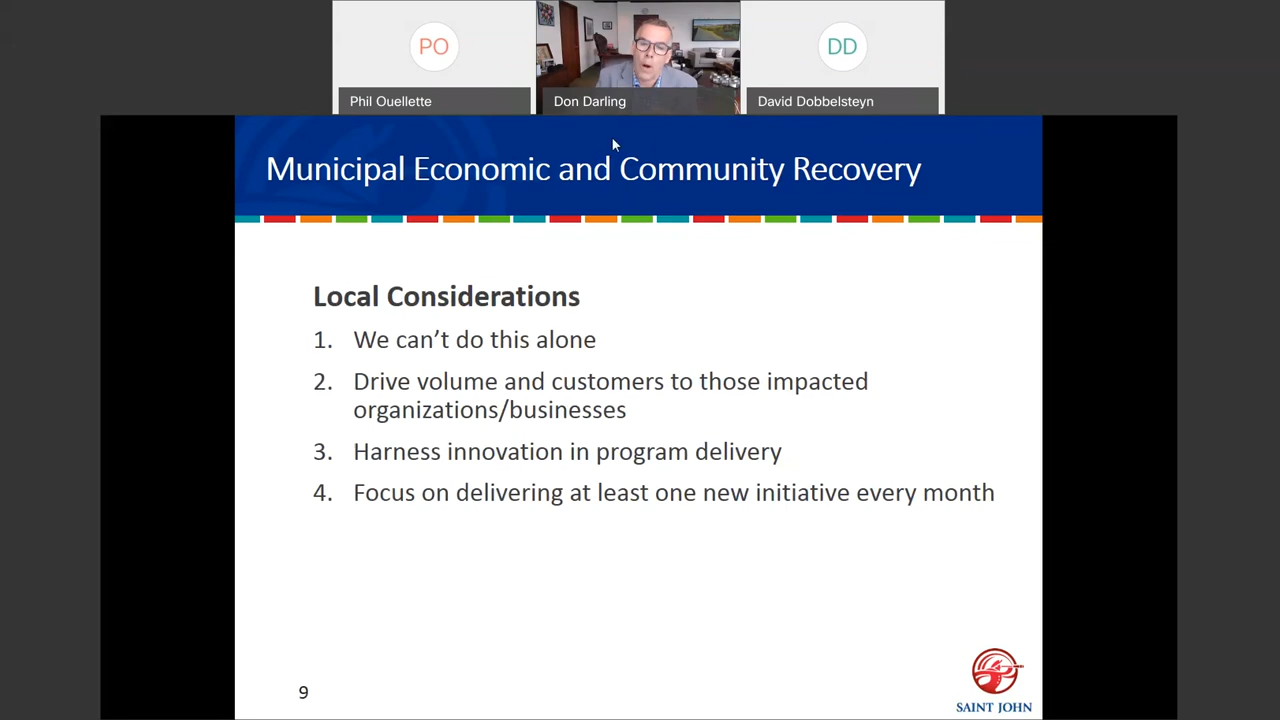 PO
DD
Phil Ouellette
Don Darling
David Dobbelsteyn
Municipal Economic and Community Recovery
Local Considerations
1. We can’t do this alone
2. Drive volume and customers to those impacted
organizations/businesses
3. Harness innovation in program delivery
4. Focus on delivering at least one new initiative every month
9
SAINT JOHN